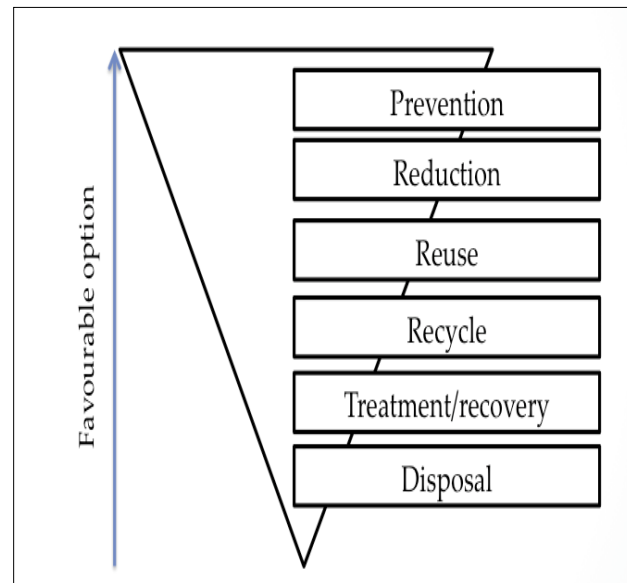 Prevention
Reduction
Reuse
Recycle
Treatment/recovery
Disposal
Favourable option